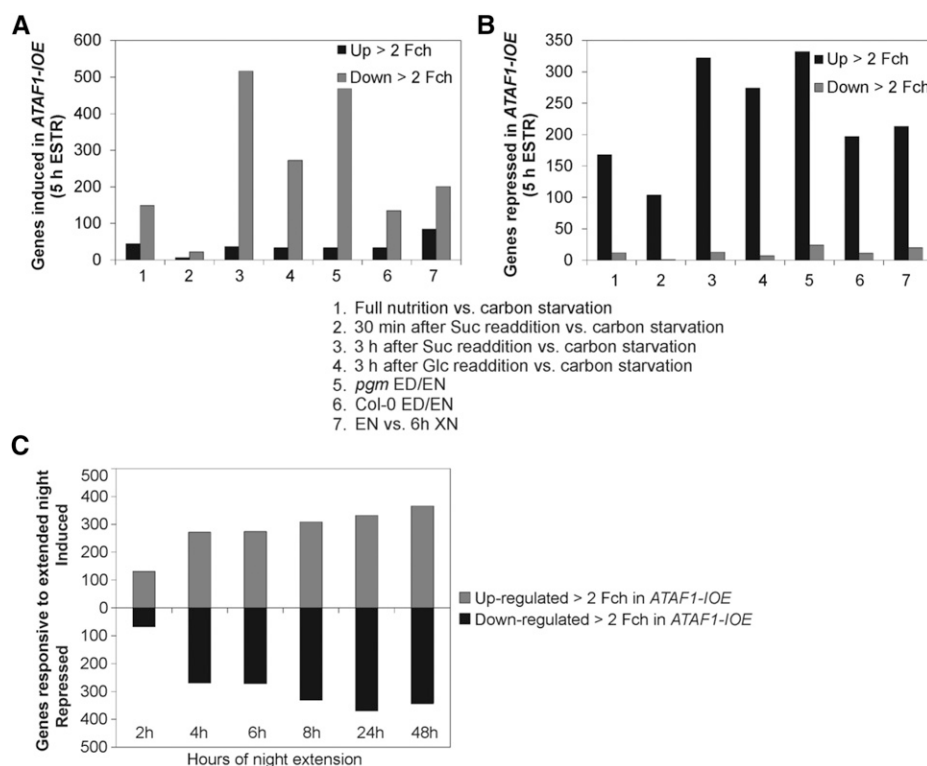 A
Genes induced in ATAF1-IOE
(5 h ESTR)
600
500
400
300
200
100
0
Up > 2 Fch
Down > 2 Fch
1 2 3 4 5 6 7
B
Genes repressed in ATAF1-IOE
(5 h ESTR)
350
300
250
200
150
100
50
0
Up > 2 Fch
Down > 2 Fch
1 2 3 4 5 6 7
1. Full nutrition vs. carbon starvation
2. 30 min after Suc readdition vs. carbon starvation
3. 3 h after Suc readdition vs. carbon starvation
4. 3 h after Glc readdition vs. carbon starvation
5. pgm ED/EN
6. Col-0 ED/EN
7. EN vs. 6h XN
C
Genes responsive to extended night
Repressed Induced
500
400
300
200
100
0
100
200
300
400
500
2h 4h 6h 8h 24h 48h
Hours of night extension
Up-regulated > 2 Fch in ATAF1-IOE
Down-regulated > 2 Fch in ATAF1-IOE